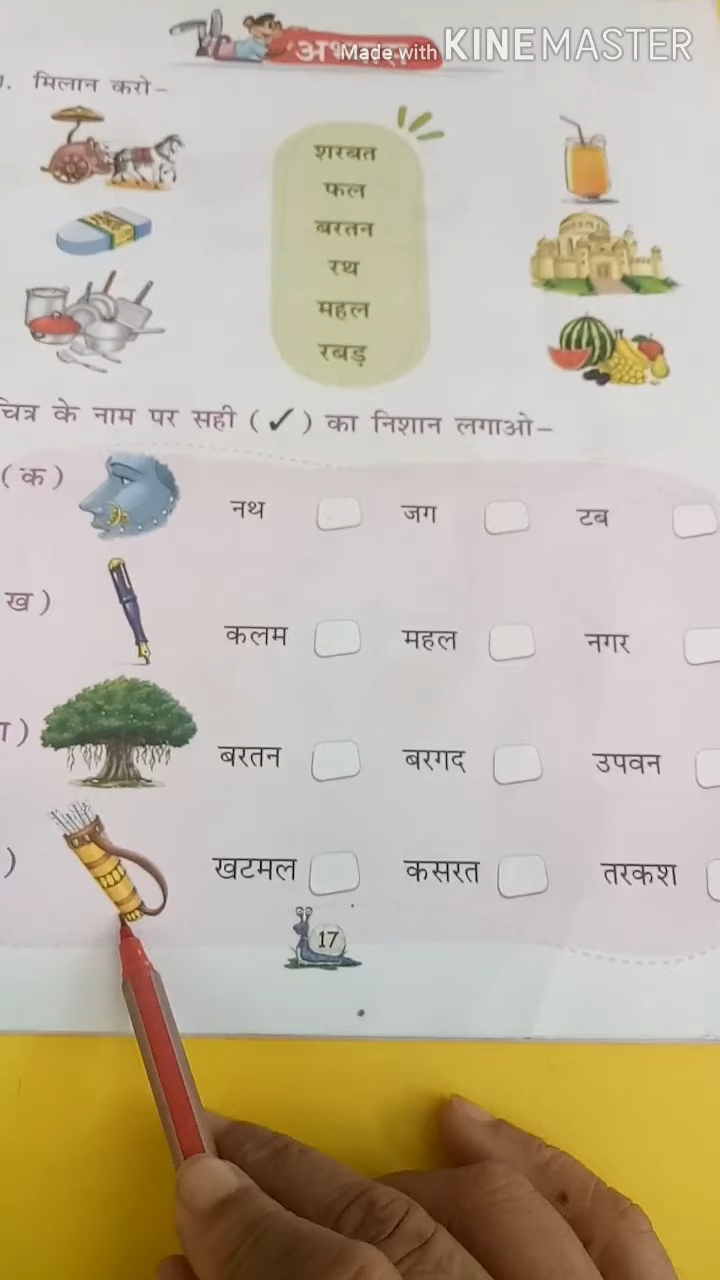 Made with KINEMASTER
मिलान करो-
शरबत
फल
बरतन
रथ
महल
रबड़
चित्र के नाम पर सही (✓) का निशान लगाओ-
(क) नथ जग टब
ख) कलम महल नगर
बरतन बरगद उपवन
) खटमल कसरत तरकश
17